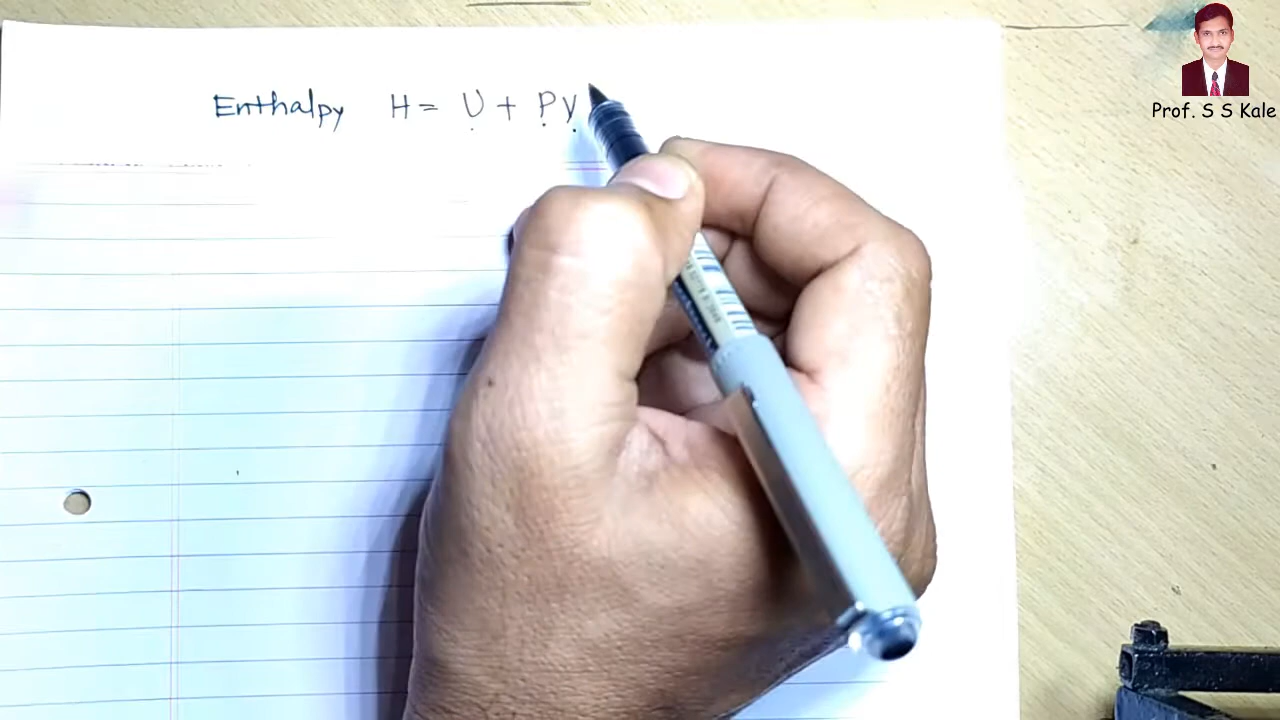 Enthalpy H = U + PV
Prof. S S Kale